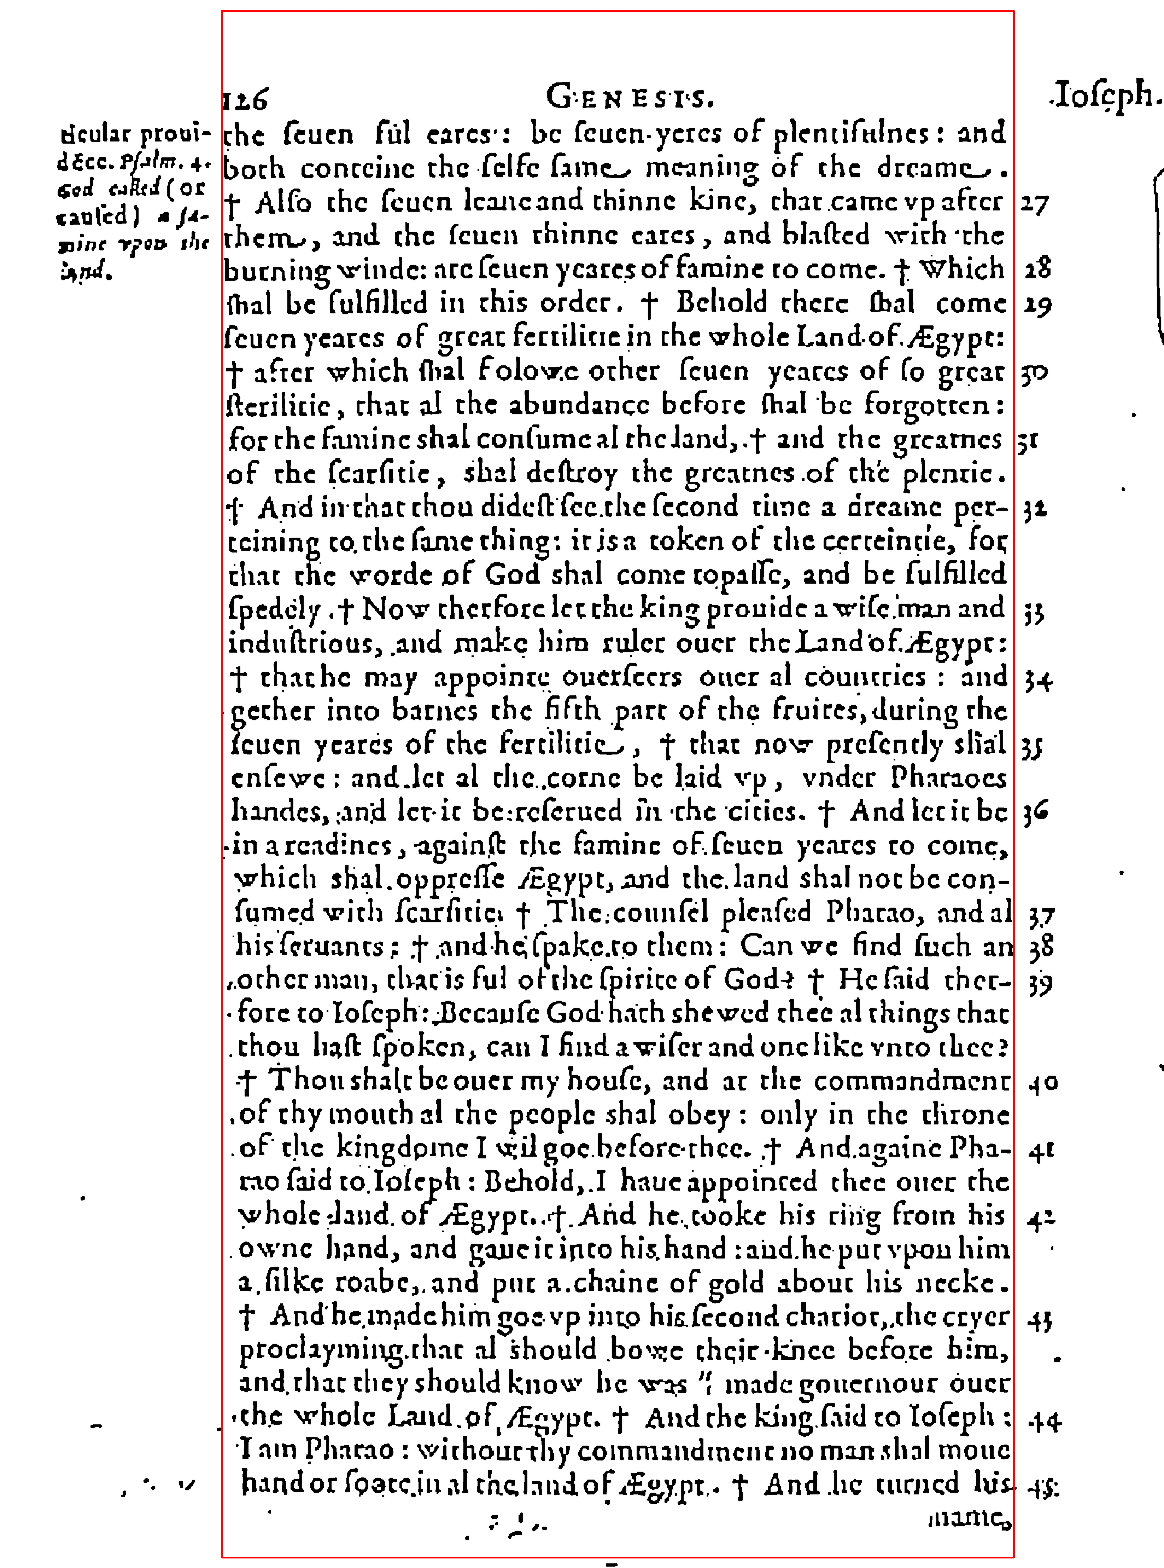 126 GENESIS. Ioſeph.
ticular proui-
dẽce. Pſalm. 4.
God called (or
cauſed) a fa-
mine vpon the
land.
the ſeuen ful eares: be ſeuen yeres of plentifulnes: and
both conteine the ſelfe ſame meaning of the dreame.
† Alſo the ſeuen leane and thinne kine, that came vp after 27
them, and the ſeuen thinne eares, and blaſted with the
burning winde: are ſeuen yeares of famine to come. † Which 28
ſhal be fulfilled in this order. † Behold there ſhal come 29
ſeuen yeares of great fertilitie in the whole Land of Ægypt:
† after which ſhal folowe other ſeuen yeares of ſo great 30
ſterilitie, that al the abundance before ſhal be forgotten:
for the famine shal conſume al the land, † and the greatnes 31
of the ſcarſitie, shal deſtroy the greatnes of the plentie.
† And in that thou dideſt ſee the ſecond time a dreame per- 32
teining to the ſame thing: it is a token of the certeintie, for
that the worde of God shal come to paſſe, and be fulfilled
ſpedely. † Now therfore let the king prouide a wiſe man and 33
induſtrious, and make him ruler ouer the Land of Ægypt:
† that he may appointe ouerſeers ouer al countries: and 34
gether into barnes the fifth part of the fruites, during the
ſeuen yeares of the fertilitie, † that now preſently shal 35
enſewe: and let al the corne be laid vp, vnder Pharaoes
handes, and let it be reſerued in the cities. † And let it be 36
in a readines, againſt the famine of ſeuen yeares to come,
which shal oppreſſe Ægypt, and the land shal not be con-
ſumed with ſcarſitie. † The counſel pleaſed Pharao, and al 37
his ſeruants: † and he ſpake to them: Can we find ſuch an 38
other man, that is ful of the ſpirite of God? † He ſaid ther- 39
fore to Ioſeph: Becauſe God hath shewed thee al things that
thou haſt ſpoken, can I find a wiſer and one like vnto thee?
† Thou shalt be ouer my houſe, and at the commandment 40
of thy mouth al the people shal obey: only in the throne
of the kingdome I wil goe before thee. † And againe Pha- 41
rao ſaid to Ioſeph: Behold, I haue appointed thee ouer the
whole land of Ægypt. † And he tooke his ring from his 42
owne hand, and gaue it into his hand: and he put vpon him
a ſilke roabe, and put a chaine of gold about his necke.
† And he made him goe vp into his ſecond chariot, the cryer 43
proclayming that al should bowe their knee before him,
and that they should know he was " made gouernour ouer
the whole Land of Ægypt. † And the king ſaid to Ioſeph: 44
I am Pharao: without thy commandment no man shal moue
hand or foote in al the land of Ægypt. † And he turned his 45
name,